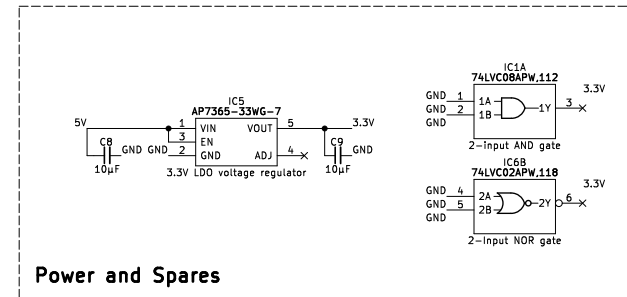 IC1A
74LVC08APW,112
3.3V
GND 1 1A 1Y 3
GND 2 1B
GND
2-input AND gate
IC5
AP7365-33WG-7
5V 1 VIN VOUT 5 3.3V
3 EN
C8 GND GND 2 GND ADJ 4 C9 GND
10µF 3.3V LDO voltage regulator 10µF
IC6B
74LVC02APW,118
3.3V
GND 4 2A 2Y 6
GND 5 2B
GND
2-Input NOR gate
Power and Spares